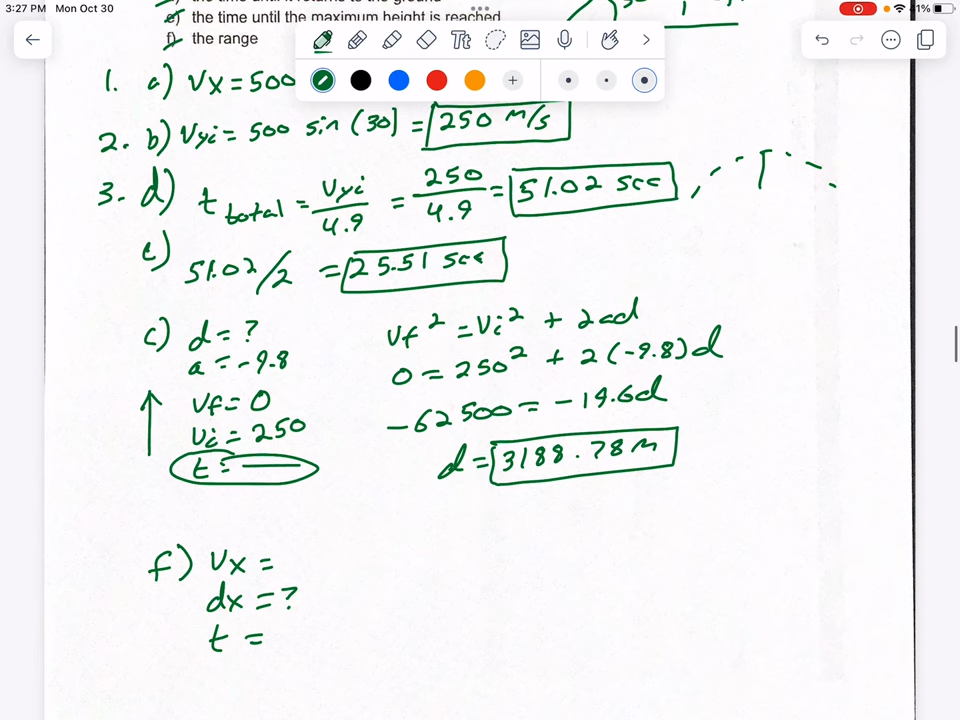 3:27 PM Mon Oct 30 41%
e) the time until the maximum height is reached
f) the range
Tt
1. a) Vx = 500
2. b) Vyi = 500 sin (30) = 250 m/s
3. d) t total = Vyi / 4.9 = 250 / 4.9 = 51.02 sec
e) 51.02/2 = 25.51 sec
c) d = ? Vf² = Vi² + 2ad
a = -9.8 0 = 250² + 2(-9.8)d
Vf = 0 -62500 = -19.6d
Vi = 250 d = 3188.78 m
t = —
f) Vx =
dx = ?
t =